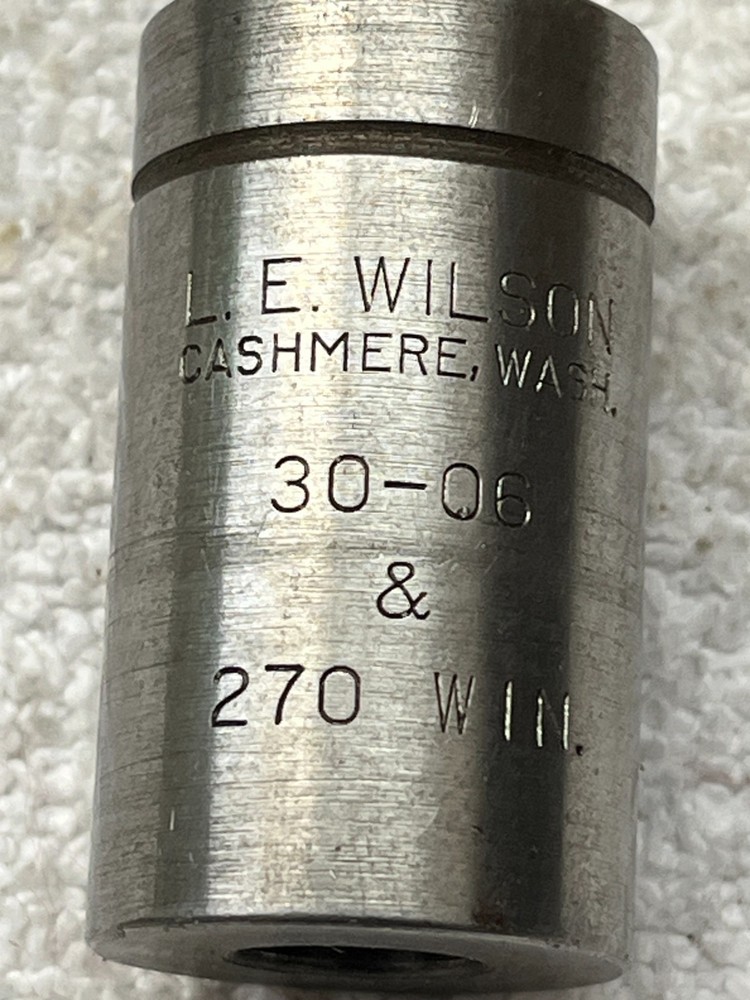 L. E. WILSON
CASHMERE, WASH.
30-06
&
270 WIN.